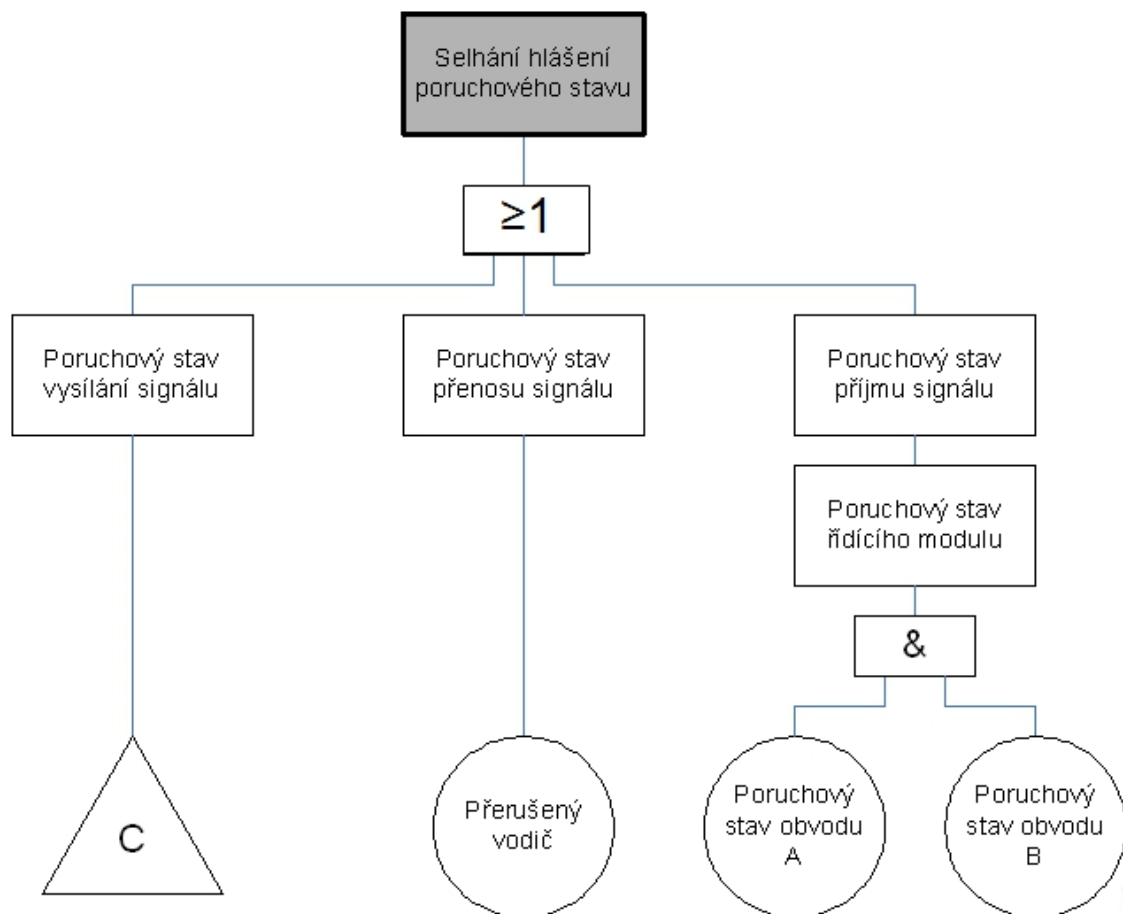 Selhání hlášení
poruchového stavu
≥1
Poruchový stav
vysílání signálu
Poruchový stav
přenosu signálu
Poruchový stav
příjmu signálu
Poruchový stav
řídícího modulu
&
C
Přerušený
vodič
Poruchový
stav obvodu
A
Poruchový
stav obvodu
B